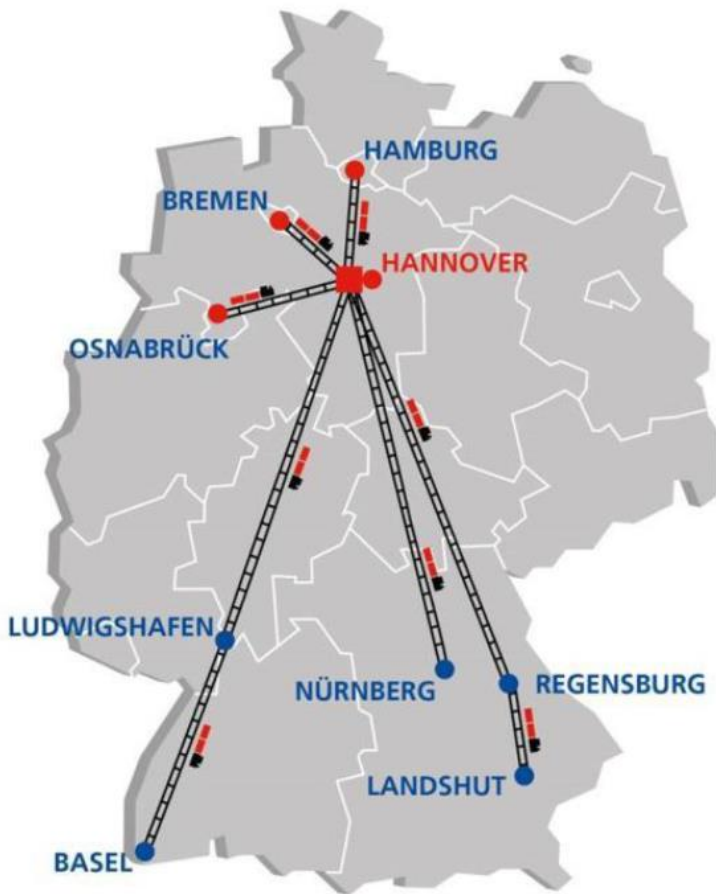 HAMBURG
BREMEN
HANNOVER
OSNABRÜCK
LUDWIGSHAFEN
NÜRNBERG
REGENSBURG
LANDSHUT
BASEL